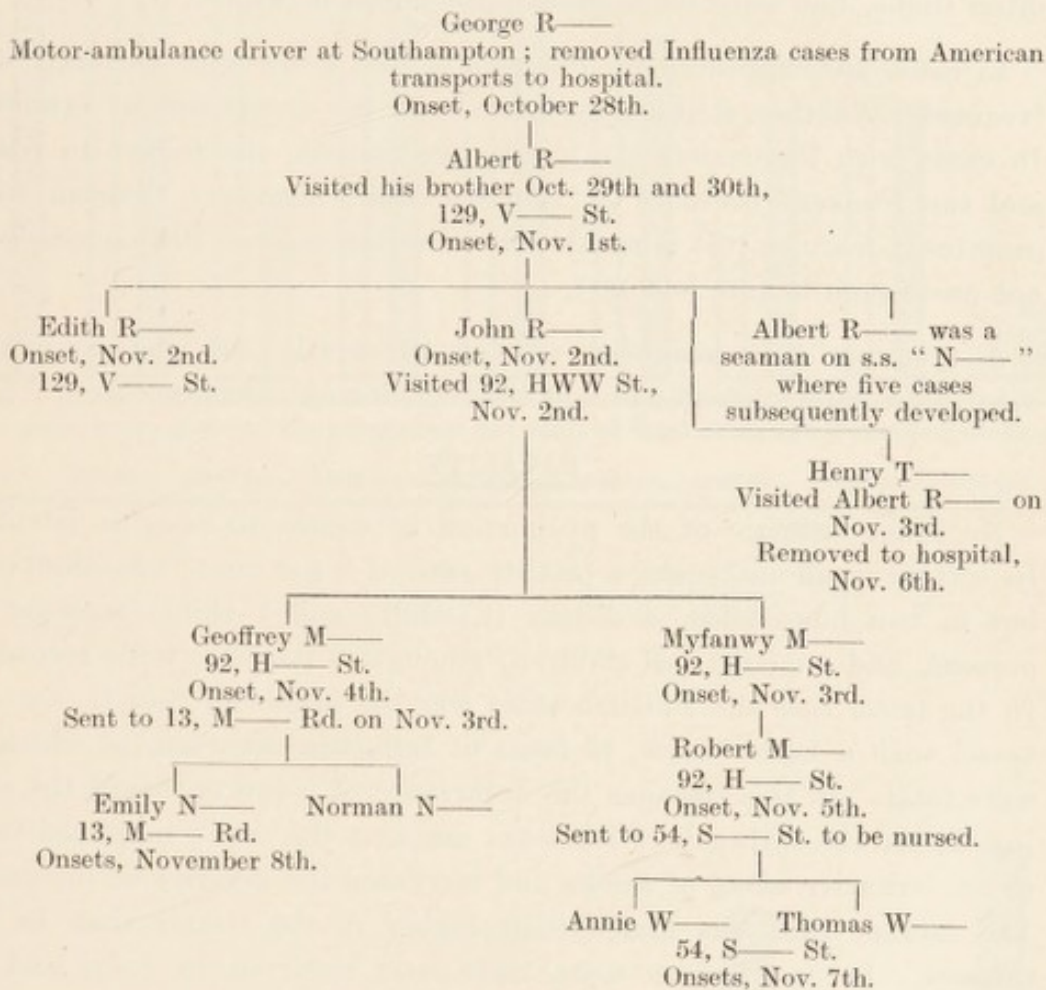 George R——
Motor-ambulance driver at Southampton ; removed Influenza cases from American
transports to hospital.
Onset, October 28th.
Albert R——
Visited his brother Oct. 29th and 30th,
129, V—— St.
Onset, Nov. 1st.
Edith R——
Onset, Nov. 2nd.
129, V—— St.
John R——
Onset, Nov. 2nd.
Visited 92, HWW St.,
Nov. 2nd.
Albert R—— was a
seaman on s.s. “ N—— ”
where five cases
subsequently developed.
Henry T——
Visited Albert R—— on
Nov. 3rd.
Removed to hospital,
Nov. 6th.
Geoffrey M——
92, H—— St.
Onset, Nov. 4th.
Sent to 13, M—— Rd. on Nov. 3rd.
Myfanwy M——
92, H—— St.
Onset, Nov. 3rd.
Emily N—— Norman N——
13, M—— Rd.
Onsets, November 8th.
Robert M——
92, H—— St.
Onset, Nov. 5th.
Sent to 54, S—— St. to be nursed.
Annie W—— Thomas W——
54, S—— St.
Onsets, Nov. 7th.